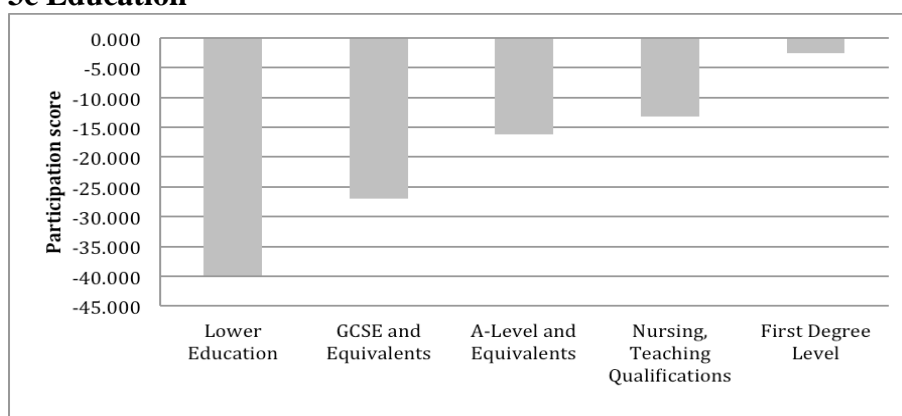 3c Education
0.000
-5.000
-10.000
-15.000
-20.000
-25.000
-30.000
-35.000
-40.000
-45.000
Participation score
Lower
Education
GCSE and
Equivalents
A-Level and
Equivalents
Nursing,
Teaching
Qualifications
First Degree
Level